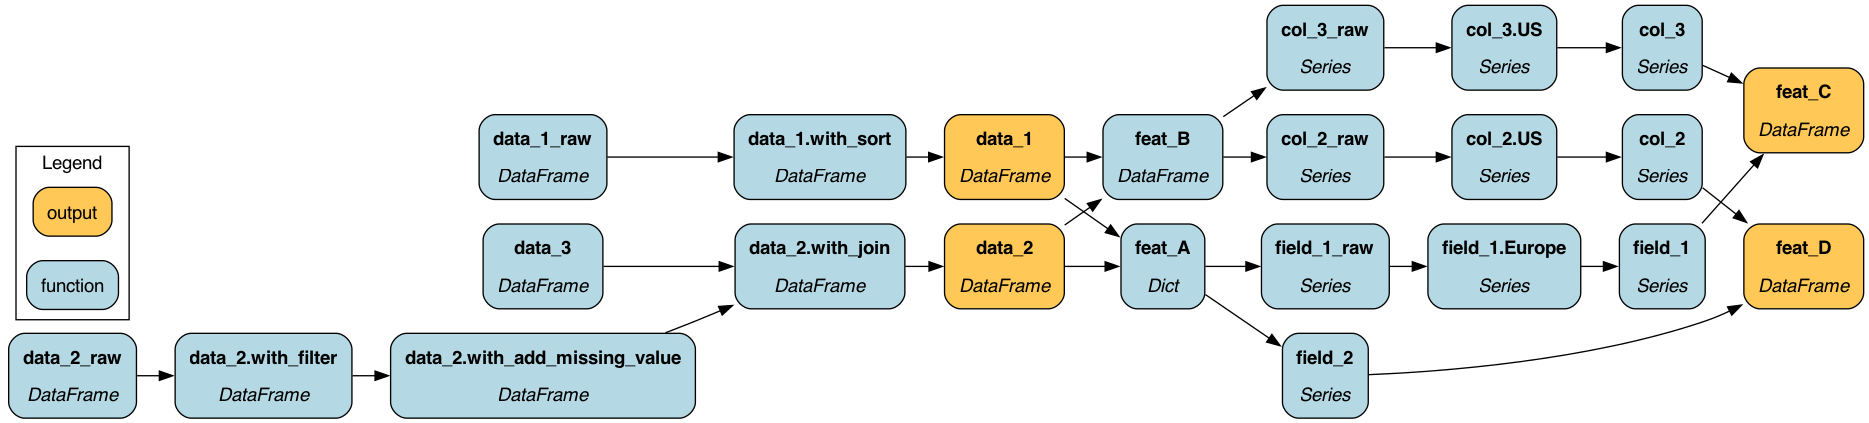 Legend
output
function
data_2_raw
DataFrame
data_2.with_filter
DataFrame
data_2.with_add_missing_value
DataFrame
data_1_raw
DataFrame
data_3
DataFrame
data_1.with_sort
DataFrame
data_2.with_join
DataFrame
data_1
DataFrame
data_2
DataFrame
feat_B
DataFrame
feat_A
Dict
col_3_raw
Series
col_2_raw
Series
field_1_raw
Series
field_2
Series
col_3.US
Series
col_2.US
Series
field_1.Europe
Series
col_3
Series
col_2
Series
field_1
Series
feat_C
DataFrame
feat_D
DataFrame